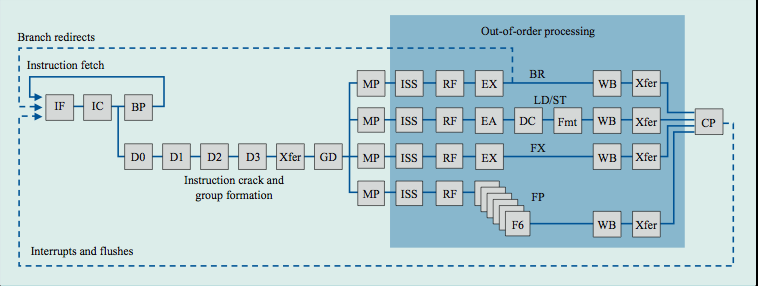 Out-of-order processing
Branch redirects
Instruction fetch
IF IC BP
MP ISS RF EX BR WB Xfer
MP ISS RF EA LD/ST DC Fmt WB Xfer CP
D0 D1 D2 D3 Xfer GD MP ISS RF EX FX WB Xfer
Instruction crack and
group formation
MP ISS RF FP
F6 WB Xfer
Interrupts and flushes